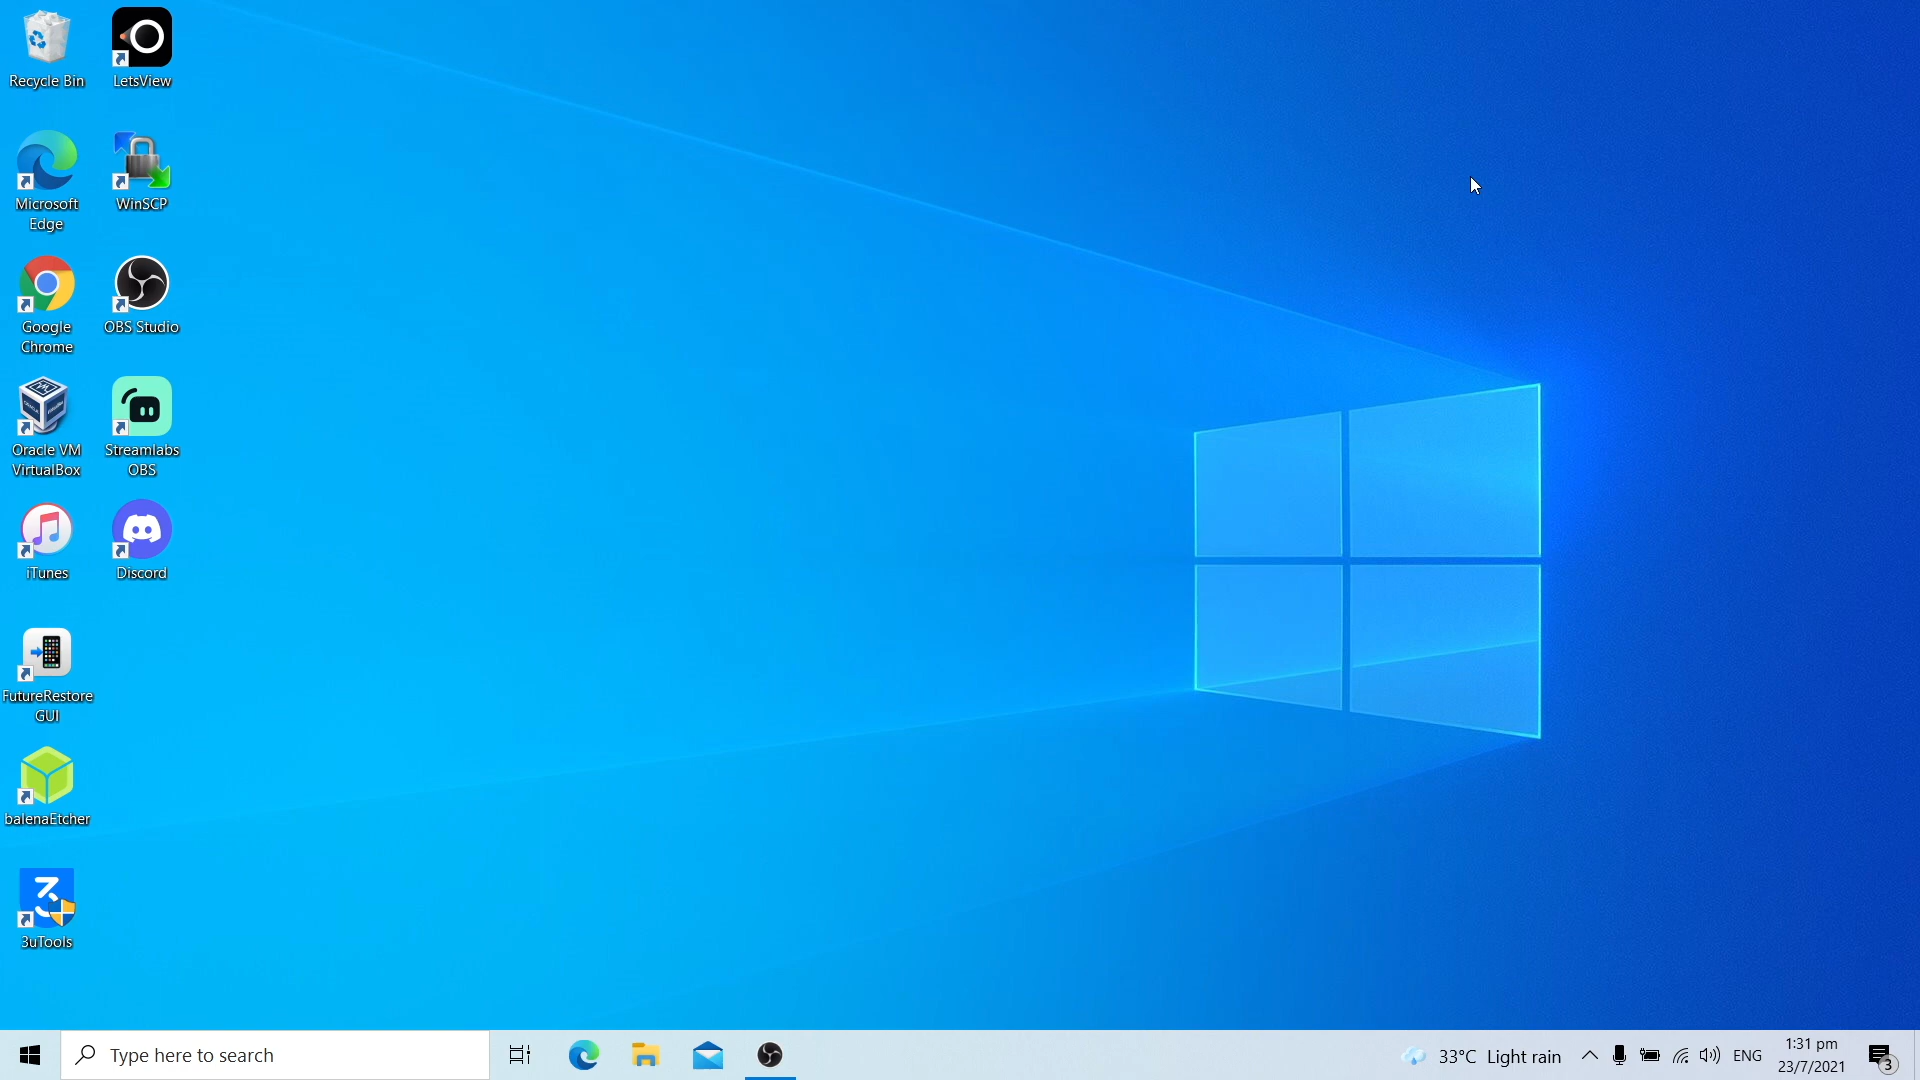 Recycle Bin
LetsView
Microsoft
Edge
WinSCP
Google
Chrome
OBS Studio
Oracle VM
VirtualBox
Streamlabs
OBS
iTunes
Discord
FutureRestore
GUI
balenaEtcher
3uTools
Type here to search
33°C Light rain
ENG
1:31 pm
23/7/2021
3